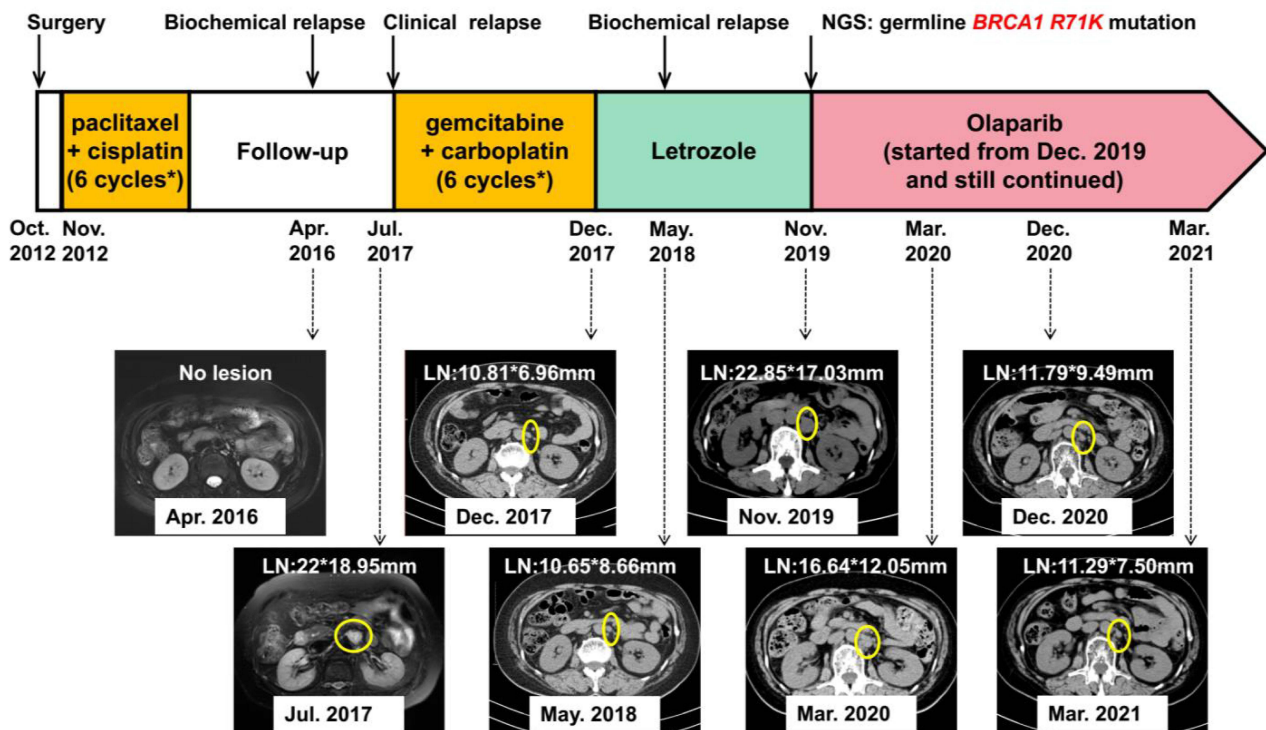 Surgery
Biochemical relapse
Clinical relapse
Biochemical relapse
NGS: germline BRCA1 R71K mutation
paclitaxel
+ cisplatin
(6 cycles*)
Follow-up
gemcitabine
+ carboplatin
(6 cycles*)
Letrozole
Olaparib
(started from Dec. 2019
and still continued)
Oct.
2012
Nov.
2012
Apr.
2016
Jul.
2017
Dec.
2017
May.
2018
Nov.
2019
Mar.
2020
Dec.
2020
Mar.
2021
No lesion
Apr. 2016
LN:10.81*6.96mm
Dec. 2017
LN:22.85*17.03mm
Nov. 2019
LN:11.79*9.49mm
Dec. 2020
LN:22*18.95mm
Jul. 2017
LN:10.65*8.66mm
May. 2018
LN:16.64*12.05mm
Mar. 2020
LN:11.29*7.50mm
Mar. 2021